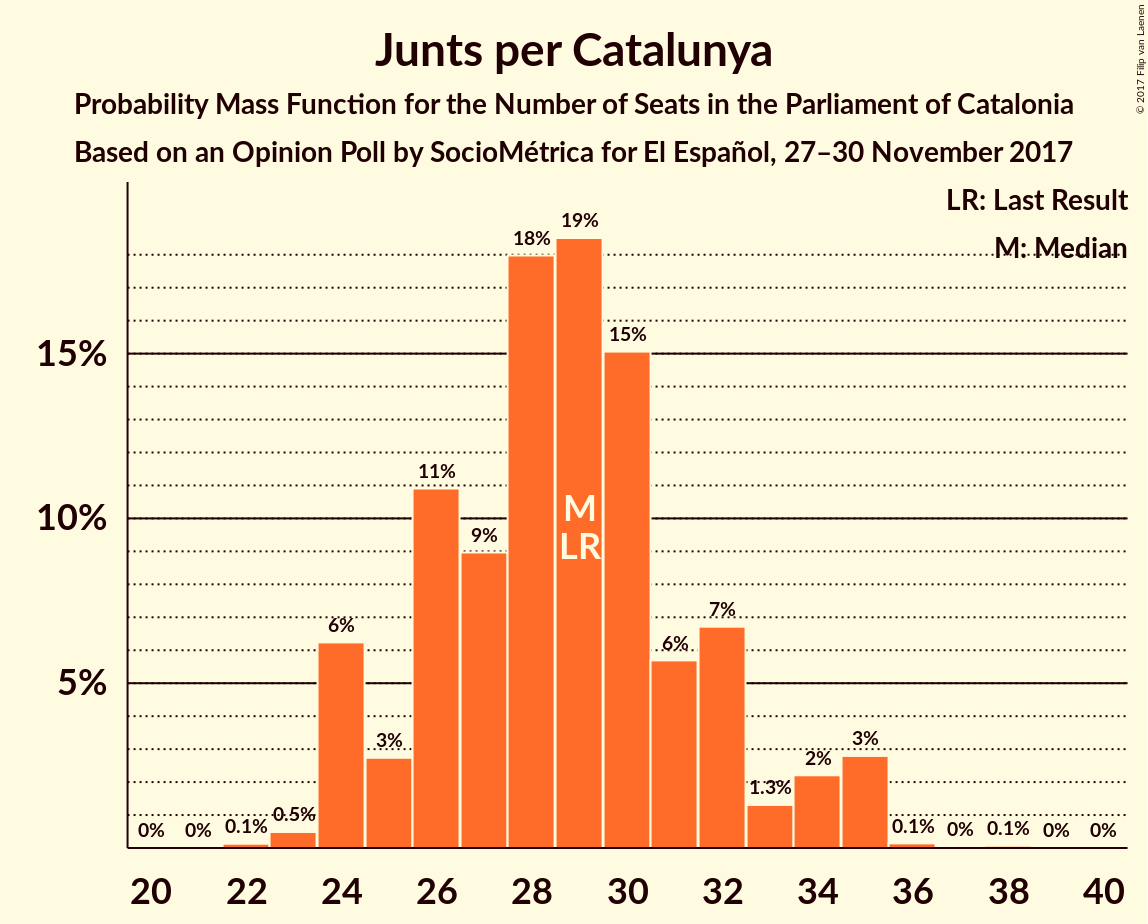 Junts per Catalunya
Probability Mass Function for the Number of Seats in the Parliament of Catalonia
Based on an Opinion Poll by SocioMétrica for El Español, 27–30 November 2017
© 2017 Filip van Laenen
LR: Last Result
M: Median
19%
18%
15%
15%
11%
M
10%
9%
LR
7%
6%
6%
5%
3%
3%
2%
1.3%
0.5%
0% 0% 0.1% 0.1% 0% 0.1% 0% 0%
20 22 24 26 28 30 32 34 36 38 40